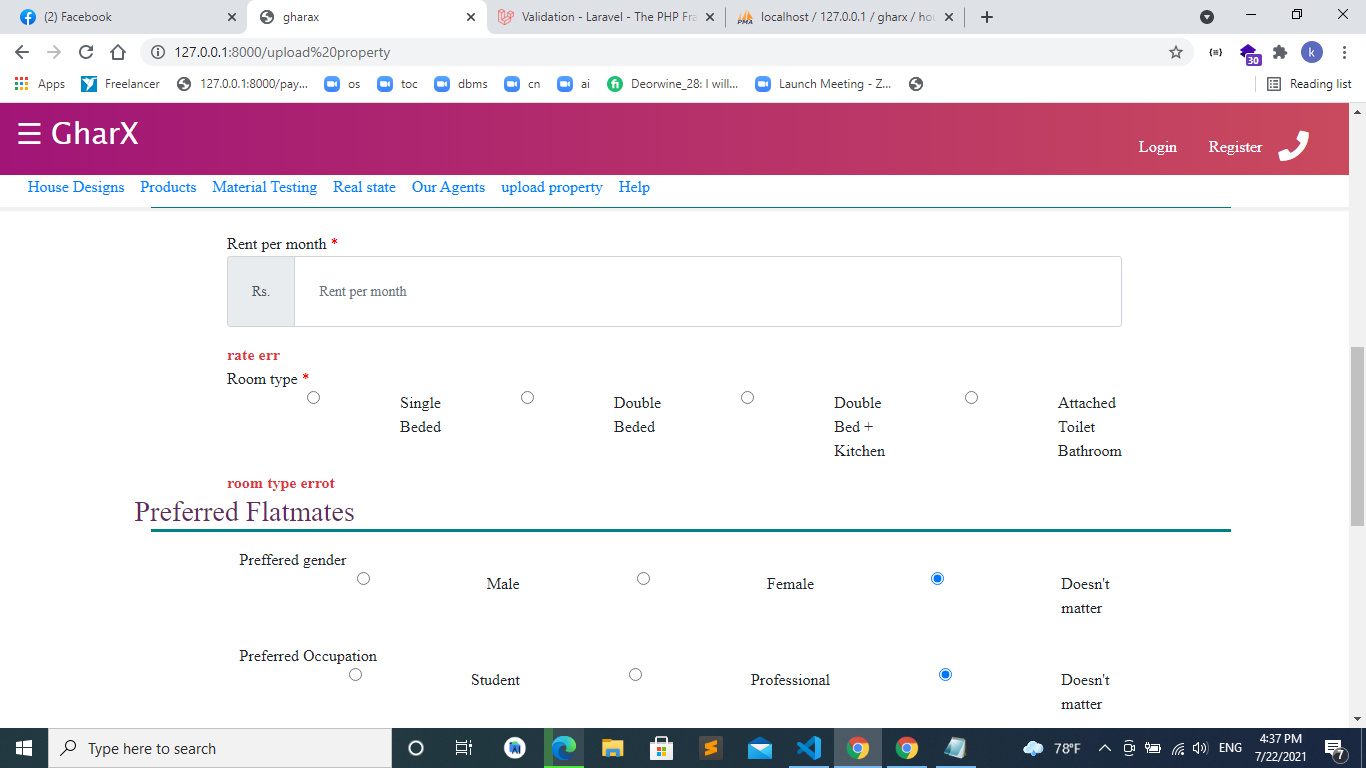 (2) Facebook
gharax
Validation - Laravel - The PHP Fra
localhost / 127.0.0.1 / gharx / hou
127.0.0.1:8000/upload%20property
30
k
Apps
Freelancer
127.0.0.1:8000/pay...
os
toc
dbms
cn
ai
Deorwine_28: I will...
Launch Meeting - Z...
Reading list
☰ GharX
Login
Register
House Designs
Products
Material Testing
Real state
Our Agents
upload property
Help
Rent per month *
Rs.
Rent per month
rate err
Room type *
Single
Beded
Double
Beded
Double
Bed +
Kitchen
Attached
Toilet
Bathroom
room type errot
Preferred Flatmates
Preffered gender
Male
Female
Doesn't
matter
Preferred Occupation
Student
Professional
Doesn't
matter
Type here to search
78°F
ENG
4:37 PM
7/22/2021
7